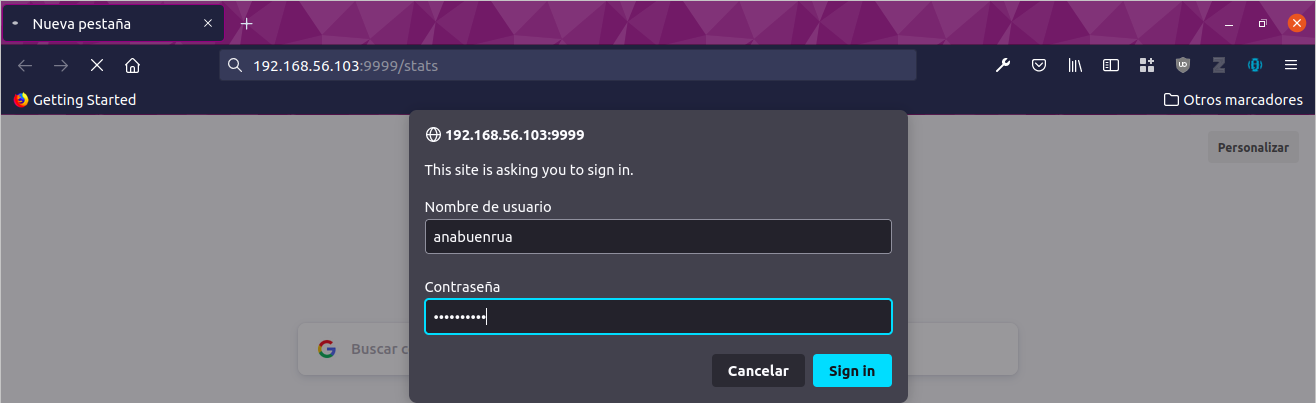 Nueva pestaña
192.168.56.103:9999/stats
Getting Started
Otros marcadores
192.168.56.103:9999
Personalizar
This site is asking you to sign in.
Nombre de usuario
anabuenrua
Contraseña
••••••••••
Buscar c
Cancelar
Sign in